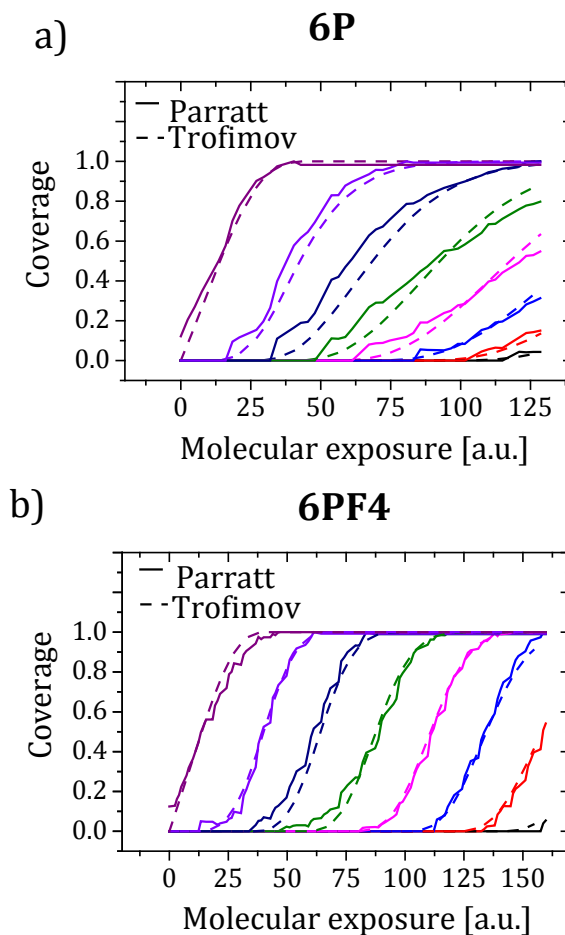 a) 6P
Parratt
Trofimov
1.0
0.8
0.6
0.4
0.2
0.0
Coverage
0 25 50 75 100 125
Molecular exposure [a.u.]
b) 6PF4
Parratt
Trofimov
1.0
0.8
0.6
0.4
0.2
0.0
Coverage
0 25 50 75 100 125 150
Molecular exposure [a.u.]